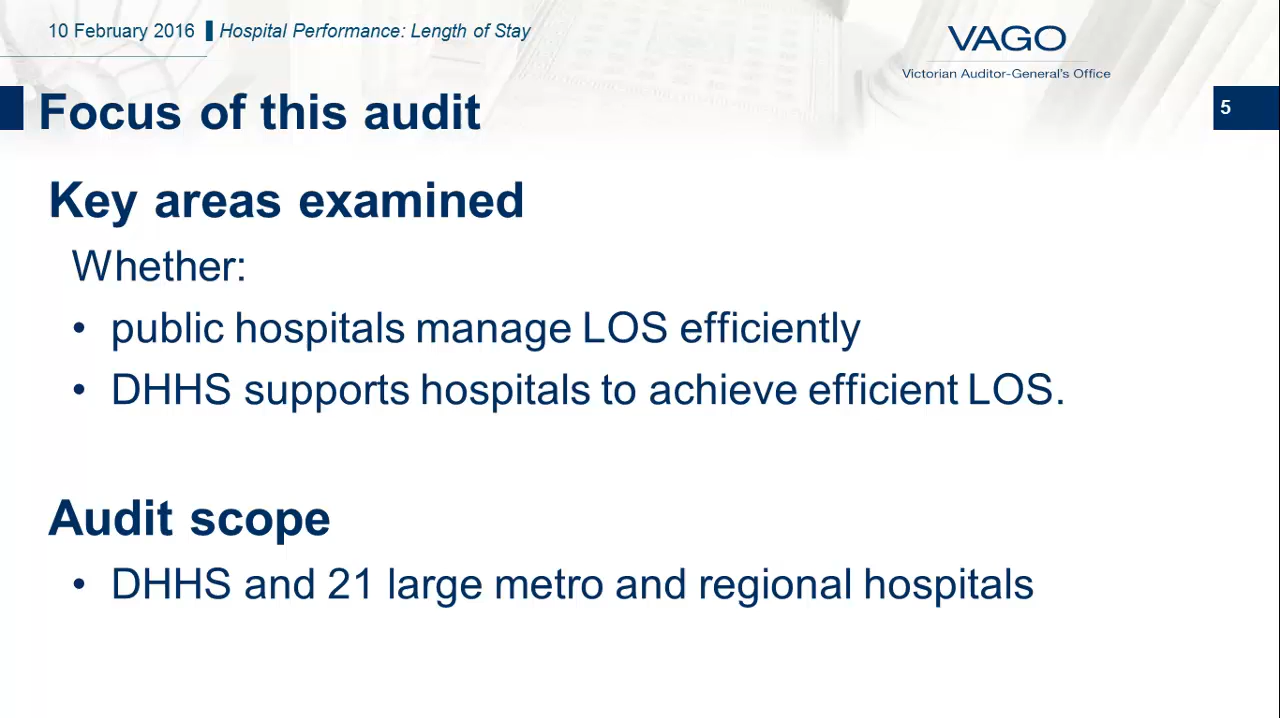 10 February 2016 Hospital Performance: Length of Stay
VAGO
Victorian Auditor-General's Office
Focus of this audit
5
Key areas examined
Whether:
• public hospitals manage LOS efficiently
• DHHS supports hospitals to achieve efficient LOS.
Audit scope
• DHHS and 21 large metro and regional hospitals